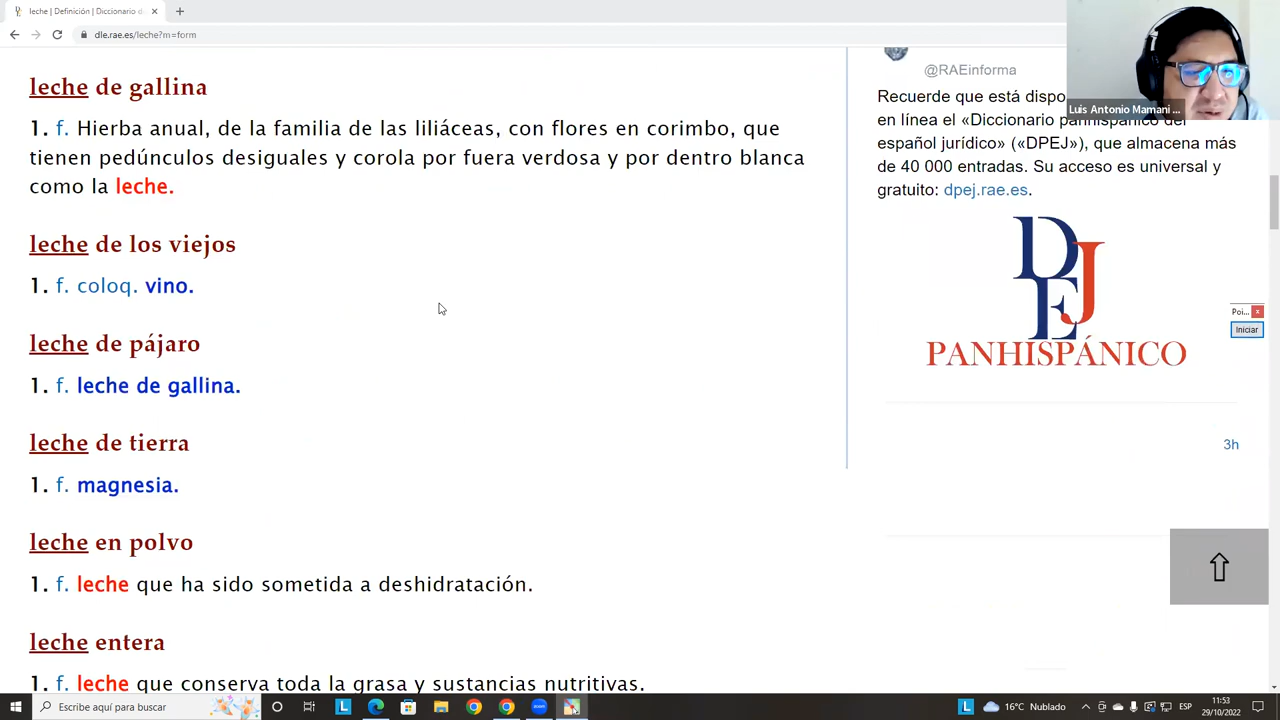 leche | Definición | Diccionario d
dle.rae.es/leche?m=form
Luis Antonio Mamani ...
leche de gallina
1. f. Hierba anual, de la familia de las liliáceas, con flores en corimbo, que
tienen pedúnculos desiguales y corola por fuera verdosa y por dentro blanca
como la leche.
leche de los viejos
1. f. coloq. vino.
leche de pájaro
1. f. leche de gallina.
leche de tierra
1. f. magnesia.
leche en polvo
1. f. leche que ha sido sometida a deshidratación.
leche entera
1. f. leche que conserva toda la grasa y sustancias nutritivas.
@RAEinforma
Recuerde que está dispo
en línea el «Diccionario panhispánico del
español jurídico» («DPEJ»), que almacena más
de 40 000 entradas. Su acceso es universal y
gratuito: dpej.rae.es.
DPEJ
PANHISPÁNICO
3h
Poi...
Iniciar
Escribe aquí para buscar
zoom
16°C Nublado
ESP
11:53
29/10/2022